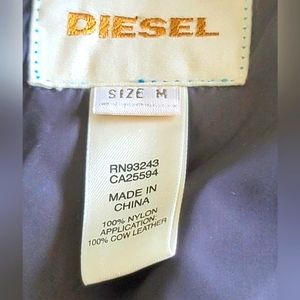 DIESEL
SIZE M
RN93243
CA25594
MADE IN
CHINA
100% NYLON
APPLICATION:
100% COW LEATHER